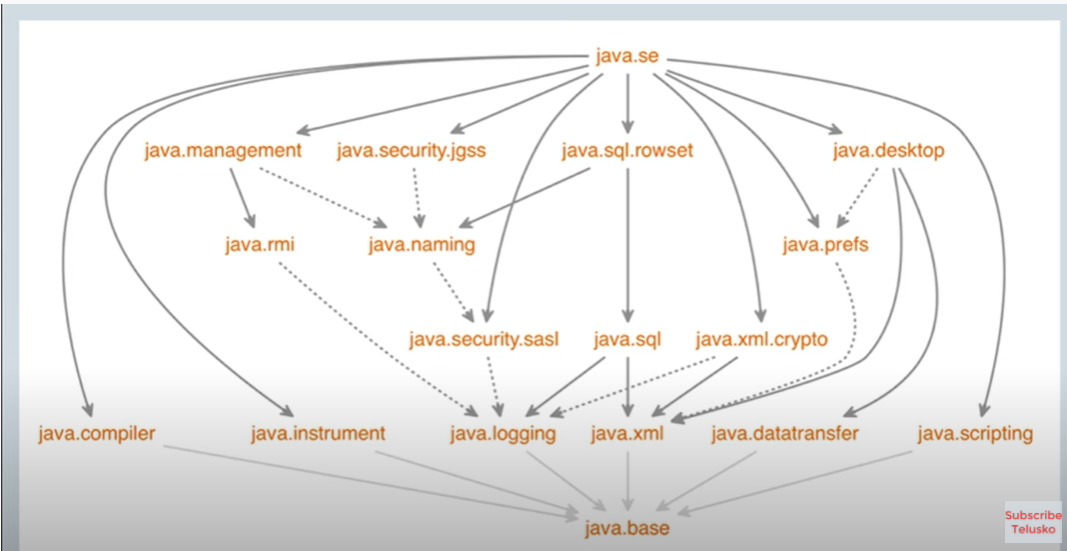 java.se
java.management
java.security.jgss
java.sql.rowset
java.desktop
java.rmi
java.naming
java.prefs
java.security.sasl
java.sql
java.xml.crypto
java.compiler
java.instrument
java.logging
java.xml
java.datatransfer
java.scripting
java.base
Subscribe
Telusko